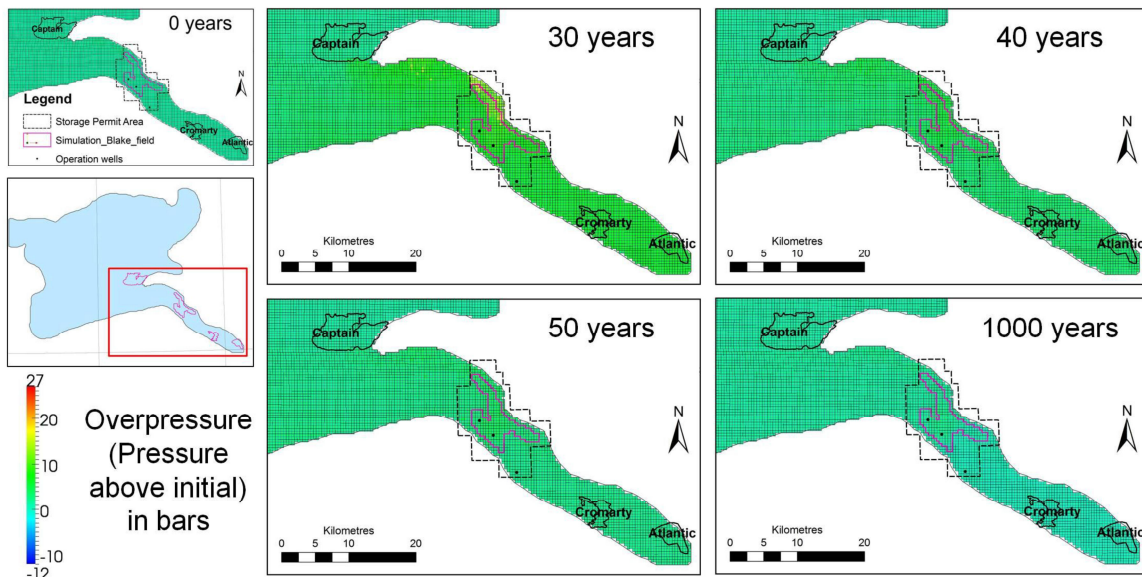 Captain
0 years
N
Legend
Storage Permit Area
Simulation_Blake_field
Operation wells
Cromarty
Atlantic
27
20
10
0
-10
-12
Overpressure
(Pressure
above initial)
in bars
Captain
30 years
N
Cromarty
Atlantic
Kilometres
0 5 10 20
Captain
40 years
N
Cromarty
Atlantic
Kilometres
0 5 10 20
Captain
50 years
N
Cromarty
Atlantic
Kilometres
0 5 10 20
Captain
1000 years
N
Cromarty
Atlantic
Kilometres
0 5 10 20